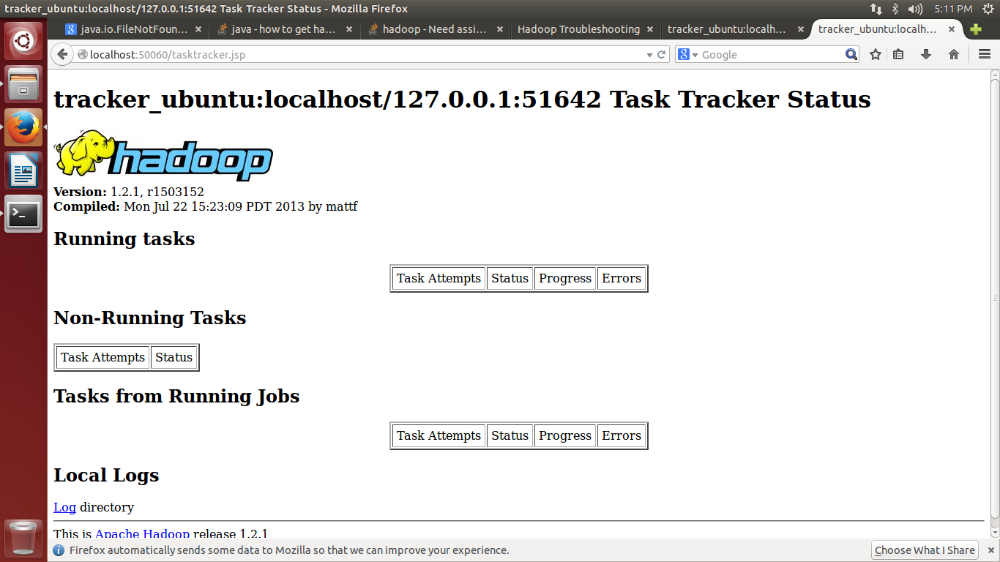 tracker_ubuntu:localhost/127.0.0.1:51642 Task Tracker Status - Mozilla Firefox
5:11 PM
java.io.FileNotFoun...
java - how to get ha...
hadoop - Need assi...
Hadoop Troubleshooting
tracker_ubuntu:localh...
tracker_ubuntu:localh...
localhost:50060/tasktracker.jsp
Google
tracker_ubuntu:localhost/127.0.0.1:51642 Task Tracker Status
hadoop
Version: 1.2.1, r1503152
Compiled: Mon Jul 22 15:23:09 PDT 2013 by mattf
Running tasks
Task Attempts Status Progress Errors
Non-Running Tasks
Task Attempts Status
Tasks from Running Jobs
Task Attempts Status Progress Errors
Local Logs
Log directory
This is Apache Hadoop release 1.2.1
Firefox automatically sends some data to Mozilla so that we can improve your experience.
Choose What I Share